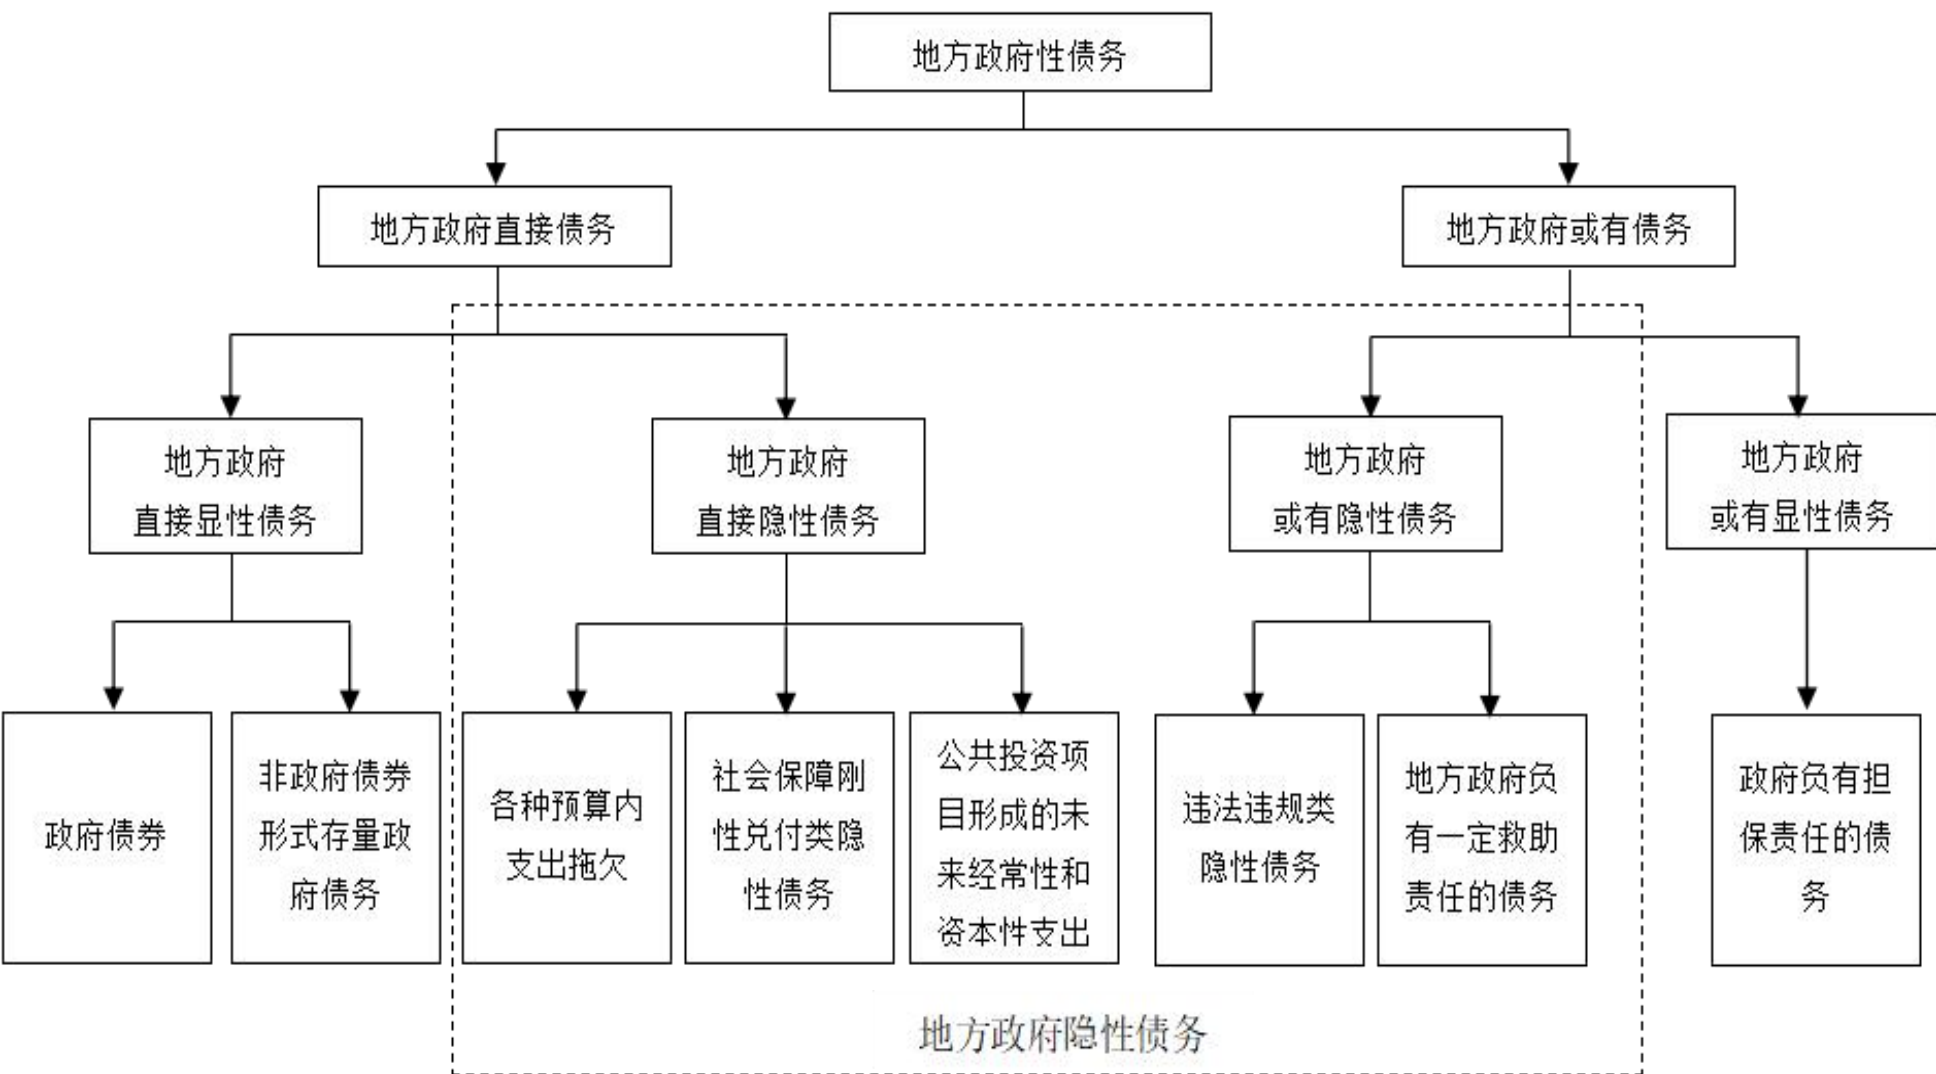 地方政府性债务
地方政府直接债务
地方政府或有债务
地方政府
直接显性债务
地方政府
直接隐性债务
地方政府
或有隐性债务
地方政府
或有显性债务
政府债券
非政府债券
形式存量政
府债务
各种预算内
支出拖欠
社会保障刚
性兑付类隐
性债务
公共投资项
目形成的未
来经常性和
资本性支出
违法违规类
隐性债务
地方政府负
有一定救助
责任的债务
政府负有担
保责任的债
务
地方政府隐性债务